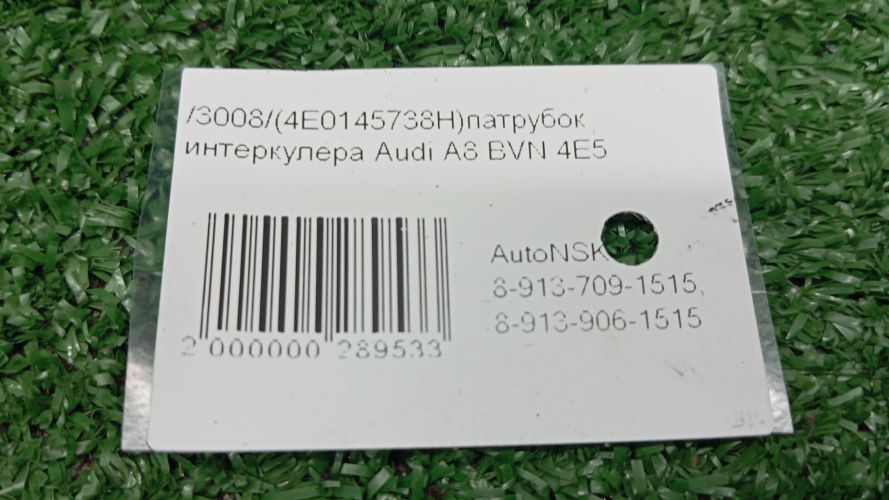 /3008/(4E0145738H)патрубок
интеркулера Audi A8 BVN 4E5
AutoNSK
8-913-709-1515,
8-913-906-1515
2 000000 289533